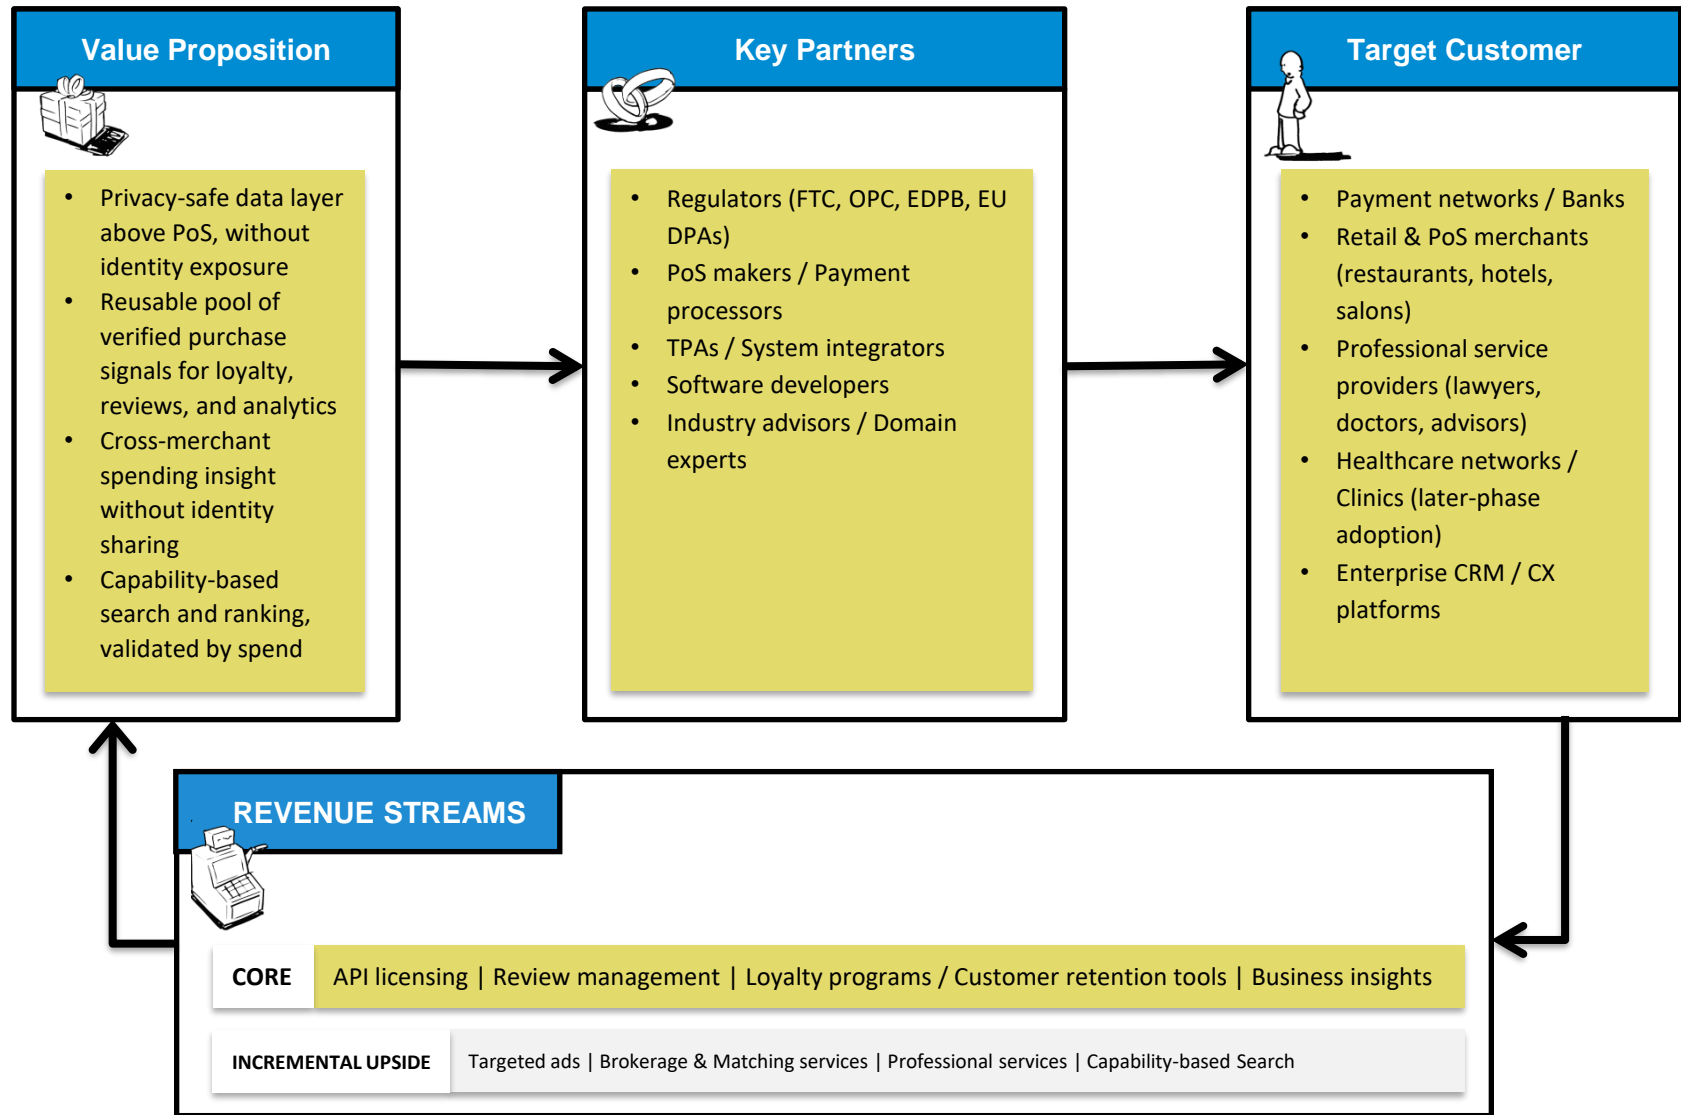 Value Proposition
• Privacy-safe data layer
above PoS, without
identity exposure
• Reusable pool of
verified purchase
signals for loyalty,
reviews, and analytics
• Cross-merchant
spending insight
without identity
sharing
• Capability-based
search and ranking,
validated by spend
Key Partners
• Regulators (FTC, OPC, EDPB, EU
DPAs)
• PoS makers / Payment
processors
• TPAs / System integrators
• Software developers
• Industry advisors / Domain
experts
Target Customer
• Payment networks / Banks
• Retail & PoS merchants
(restaurants, hotels,
salons)
• Professional service
providers (lawyers,
doctors, advisors)
• Healthcare networks /
Clinics (later-phase
adoption)
• Enterprise CRM / CX
platforms
REVENUE STREAMS
CORE API licensing | Review management | Loyalty programs / Customer retention tools | Business insights
INCREMENTAL UPSIDE Targeted ads | Brokerage & Matching services | Professional services | Capability-based Search